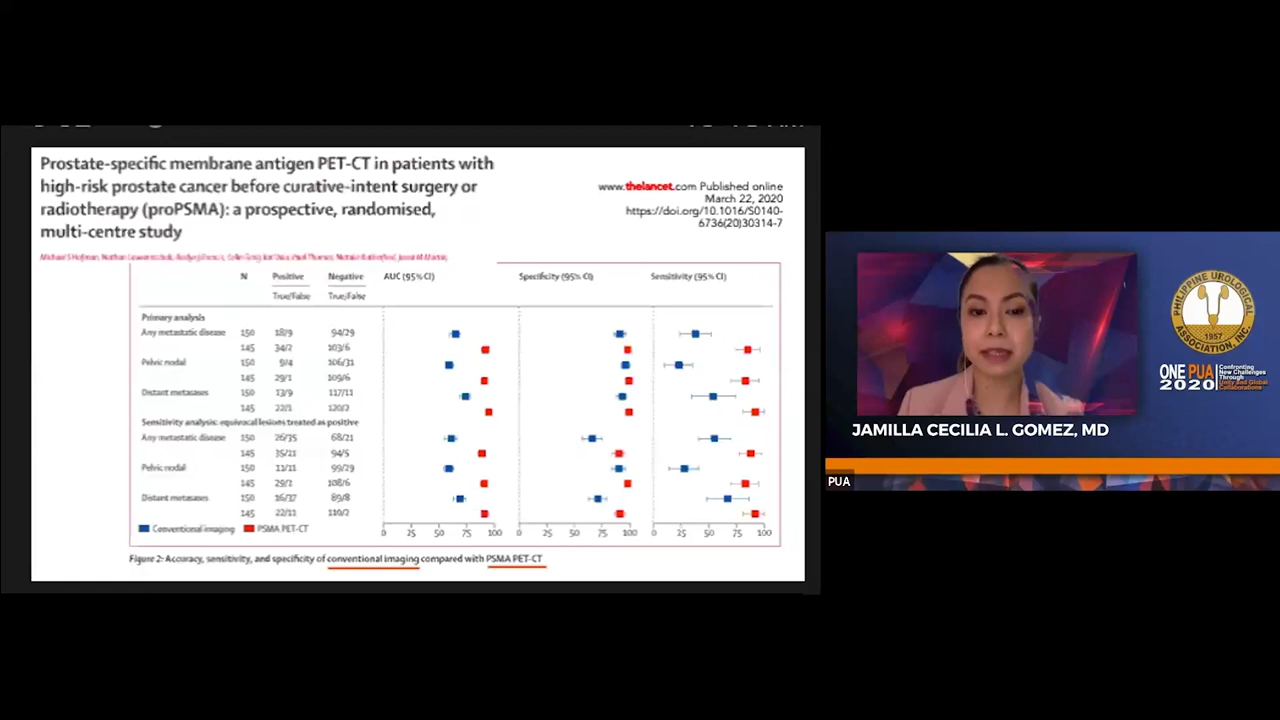 Prostate-specific membrane antigen PET-CT in patients with
high-risk prostate cancer before curative-intent surgery or
radiotherapy (proPSMA): a prospective, randomised,
multi-centre study
www.thelancet.com Published online
March 22, 2020
https://doi.org/10.1016/S0140-
6736(20)30314-7
N Positive Negative AUC (95% CI) Specificity (95% CI) Sensitivity (95% CI)
True/False True/False
Primary analysis
Any metastatic disease 150 18/9 94/29
145 34/2 103/6
Pelvic nodal 150 9/4 106/31
145 29/1 109/6
Distant metastases 150 13/9 117/11
145 22/1 120/2
Sensitivity analysis: equivocal lesions treated as positive
Any metastatic disease 150 26/35 68/21
145 35/21 94/5
Pelvic nodal 150 11/11 99/29
145 29/2 108/6
Distant metastases 150 16/37 89/8
145 22/11 110/2
Conventional imaging PSMA PET-CT
0 25 50 75 100 0 25 50 75 100 0 25 50 75 100
Figure 2: Accuracy, sensitivity, and specificity of conventional imaging compared with PSMA PET-CT
PHILIPPINE UROLOGICAL
ASSOCIATION, INC.
1957
ONE PUA
2020
Confronting
New Challenges
Through
Unity and Global
Collaborations
JAMILLA CECILIA L. GOMEZ, MD
PUA